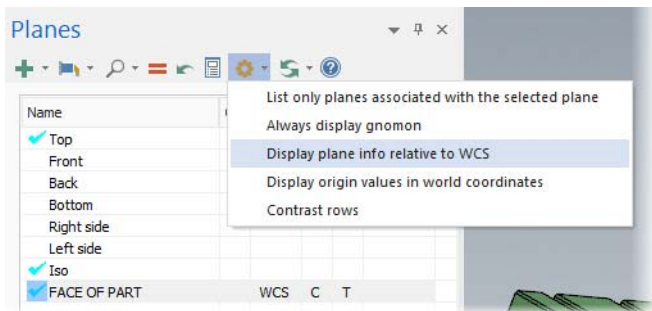 Planes
List only planes associated with the selected plane
Always display gnomon
Display plane info relative to WCS
Display origin values in world coordinates
Contrast rows
Name
Top
Front
Back
Bottom
Right side
Left side
Iso
FACE OF PART WCS C T